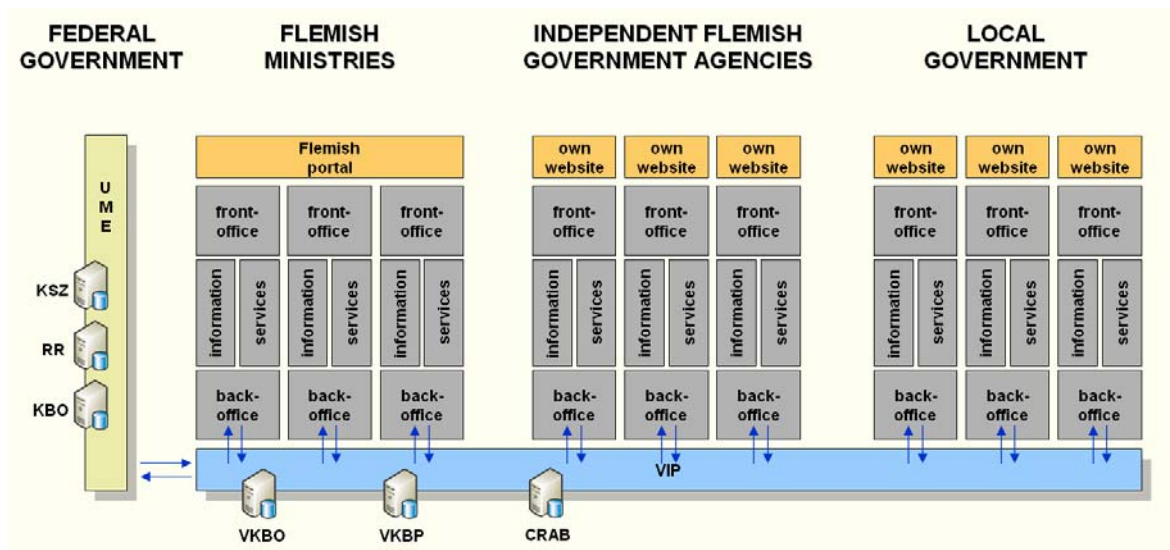 FEDERAL
GOVERNMENT
FLEMISH
MINISTRIES
INDEPENDENT FLEMISH
GOVERNMENT AGENCIES
LOCAL
GOVERNMENT
U
M
E
KSZ
RR
KBO
Flemish
portal
own
website
own
website
own
website
own
website
own
website
own
website
front-
office
front-
office
front-
office
front-
office
front-
office
front-
office
front-
office
front-
office
front-
office
information
services
information
services
information
services
information
services
information
services
information
services
information
services
information
services
information
services
back-
office
back-
office
back-
office
back-
office
back-
office
back-
office
back-
office
back-
office
back-
office
VIP
VKBO
VKBP
CRAB